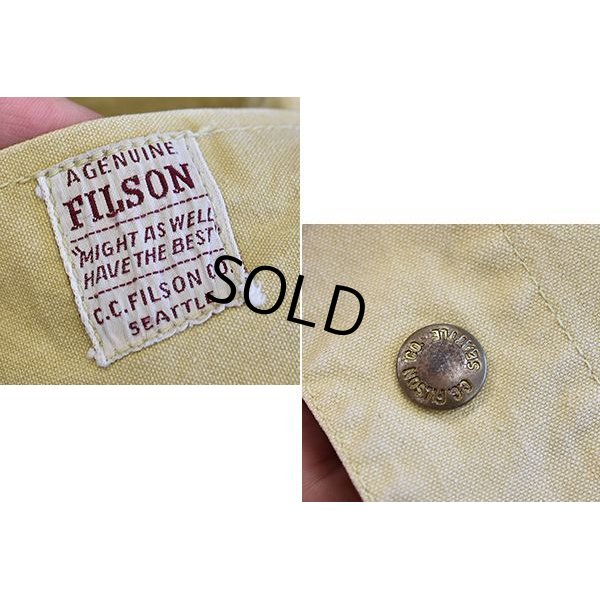 A GENUINE
FILSON
"MIGHT AS WELL
HAVE THE BEST"
C.C. FILSON CO.
SEATTLE
SOLD
C.C. FILSON CO.
SEATTLE